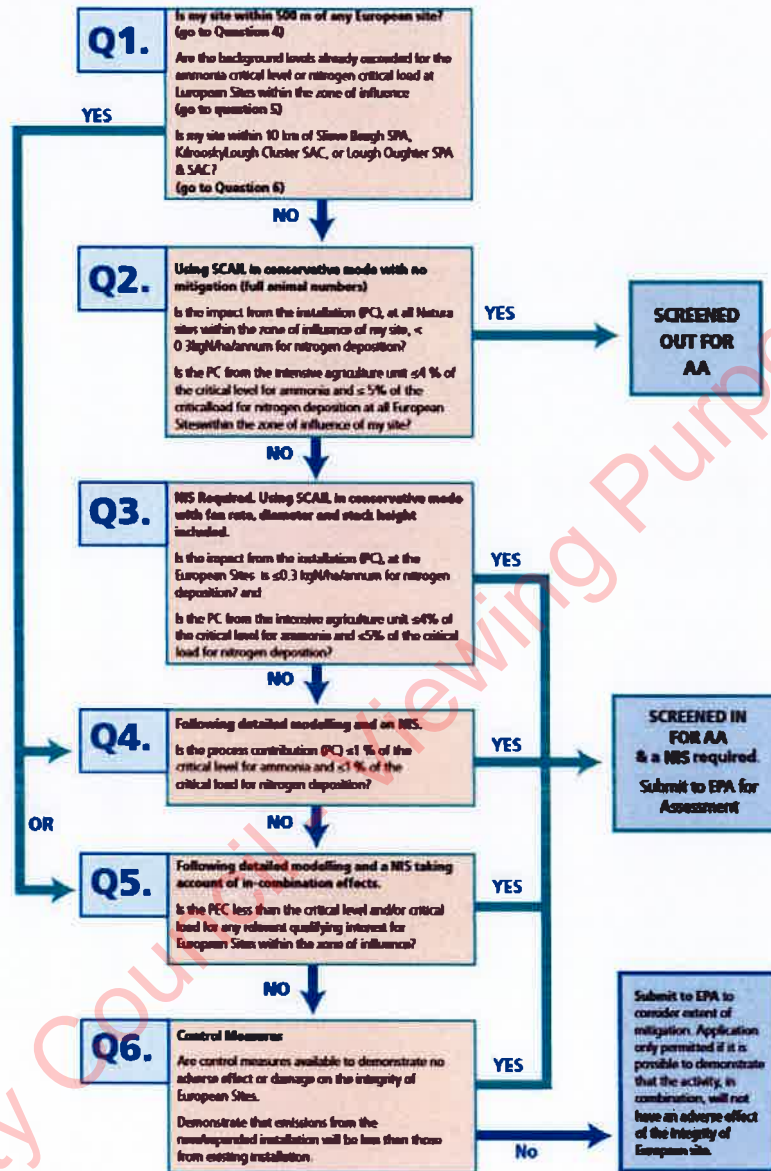 Q1.
Is my site within 500 m of any European site?
(go to Question 4)
Are the background levels already exceeded for the
ammonia critical level or nitrogen critical load at
European Sites within the zone of influence
(go to question 5)
Is my site within 10 km of Slieve Beagh SPA,
KilrooskyLough Cluster SAC, or Lough Oughter SPA
& SAC?
(go to Question 6)
YES
NO
Q2.
Using SCAIL in conservative mode with no
mitigation (full animal numbers)
Is the impact from the installation (PC), at all Natura
sites within the zone of influence of my site, <
0.3kgN/ha/annum for nitrogen deposition?
Is the PC from the intensive agriculture unit ≤4 % of
the critical level for ammonia and ≤ 5% of the
criticalload for nitrogen deposition at all European
Siteswithin the zone of influence of my site?
YES
SCREENED
OUT FOR
AA
NO
Q3.
NIS Required. Using SCAIL in conservative mode
with fan rate, diameter and stack height
included.
Is the impact from the installation (PC), at the
European Sites is ≤0.3 kgN/ha/annum for nitrogen
deposition? and
Is the PC from the intensive agriculture unit ≤4% of
the critical level for ammonia and ≤5% of the critical
load for nitrogen deposition?
YES
NO
Q4.
Following detailed modelling and an NIS.
Is the process contribution (PC) ≤1 % of the
critical level for ammonia and ≤1 % of the
critical load for nitrogen deposition?
YES
SCREENED IN
FOR AA
& a NIS required.
Submit to EPA for
Assessment
NO
OR
Q5.
Following detailed modelling and a NIS taking
account of in-combination effects.
Is the PEC less than the critical level and/or critical
load for any relevant qualifying interest for
European Sites within the zone of influence?
YES
NO
Q6.
Control Measures
Are control measures available to demonstrate no
adverse effect or damage on the integrity of
European Sites.
Demonstrate that emissions from the
new/expanded installation will be less than those
from existing installation
YES
No
Submit to EPA to
consider extent of
mitigation. Application
only permitted if it is
possible to demonstrate
that the activity, in
combination, will not
have an adverse effect
of the integrity of
European site.
Council Viewing